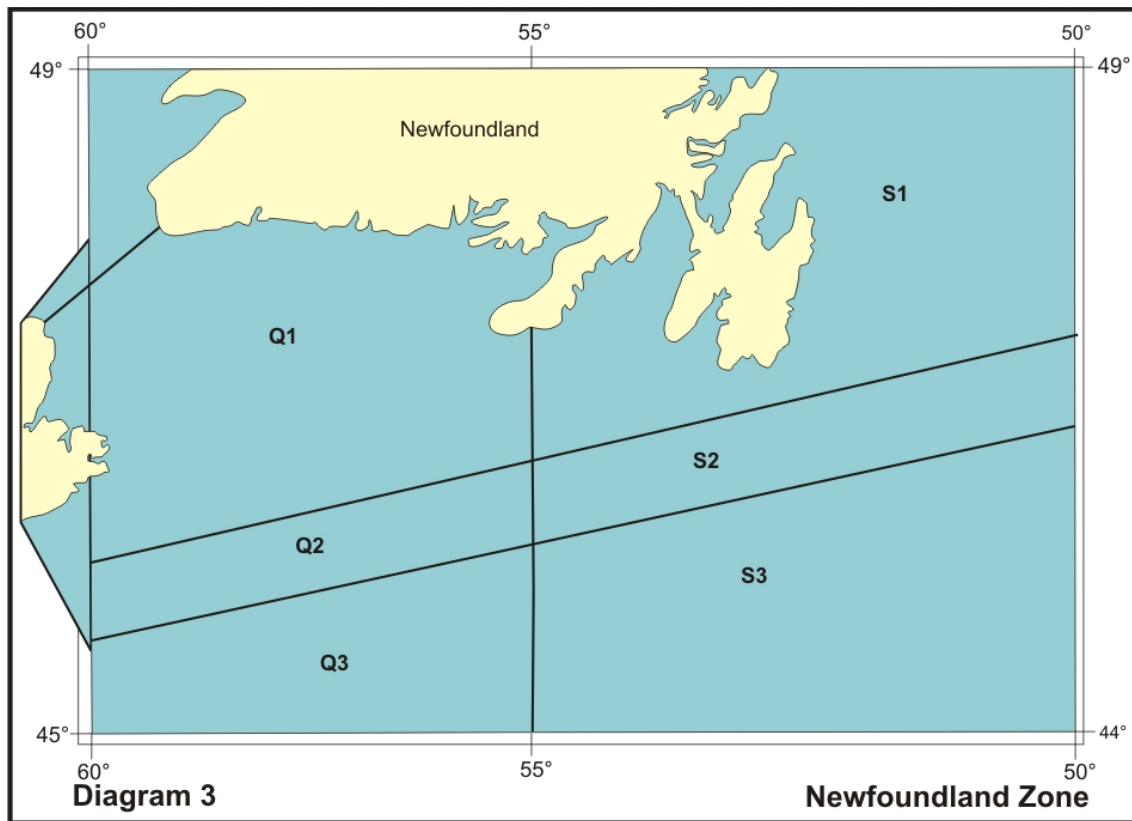 60° 55° 50°
49° 49°
Newfoundland
S1
Q1
S2
Q2
S3
Q3
45° 44°
60° 55° 50°
Diagram 3 Newfoundland Zone